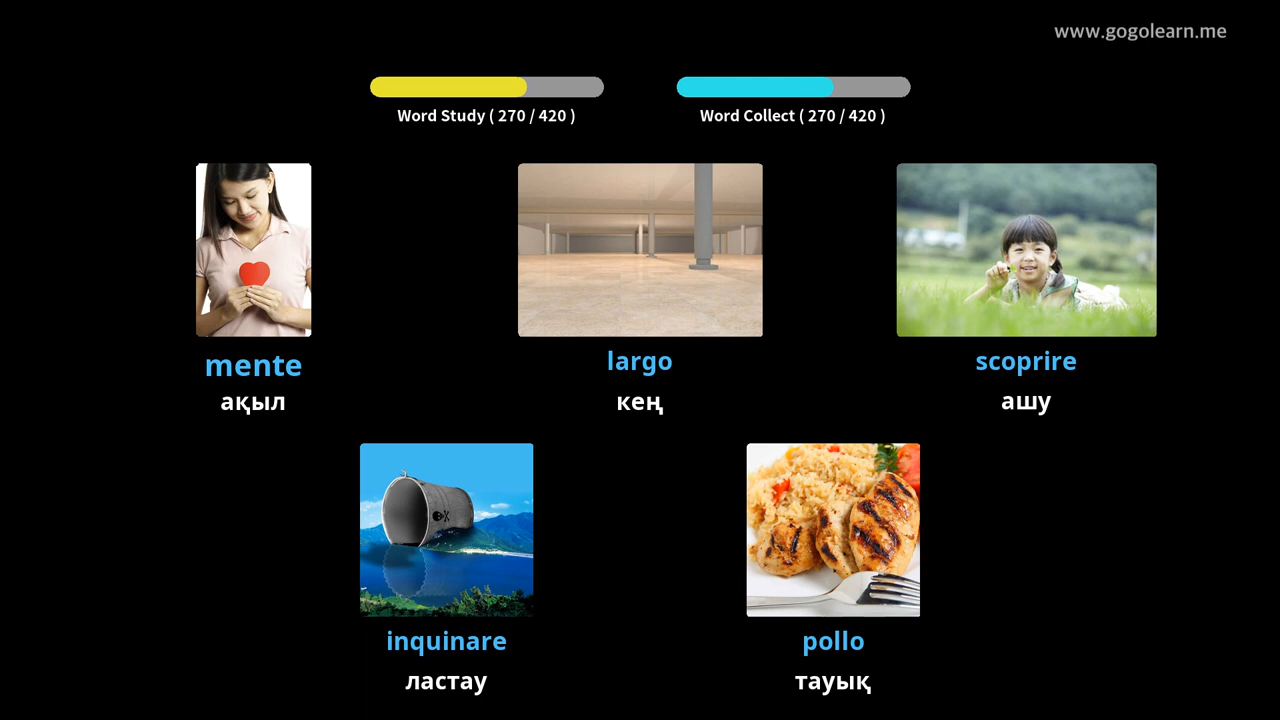 www.gogolearn.me
Word Study ( 270 / 420 )
Word Collect ( 270 / 420 )
mente
ақыл
largo
кең
scoprire
ашу
inquinare
ластау
pollo
тауық